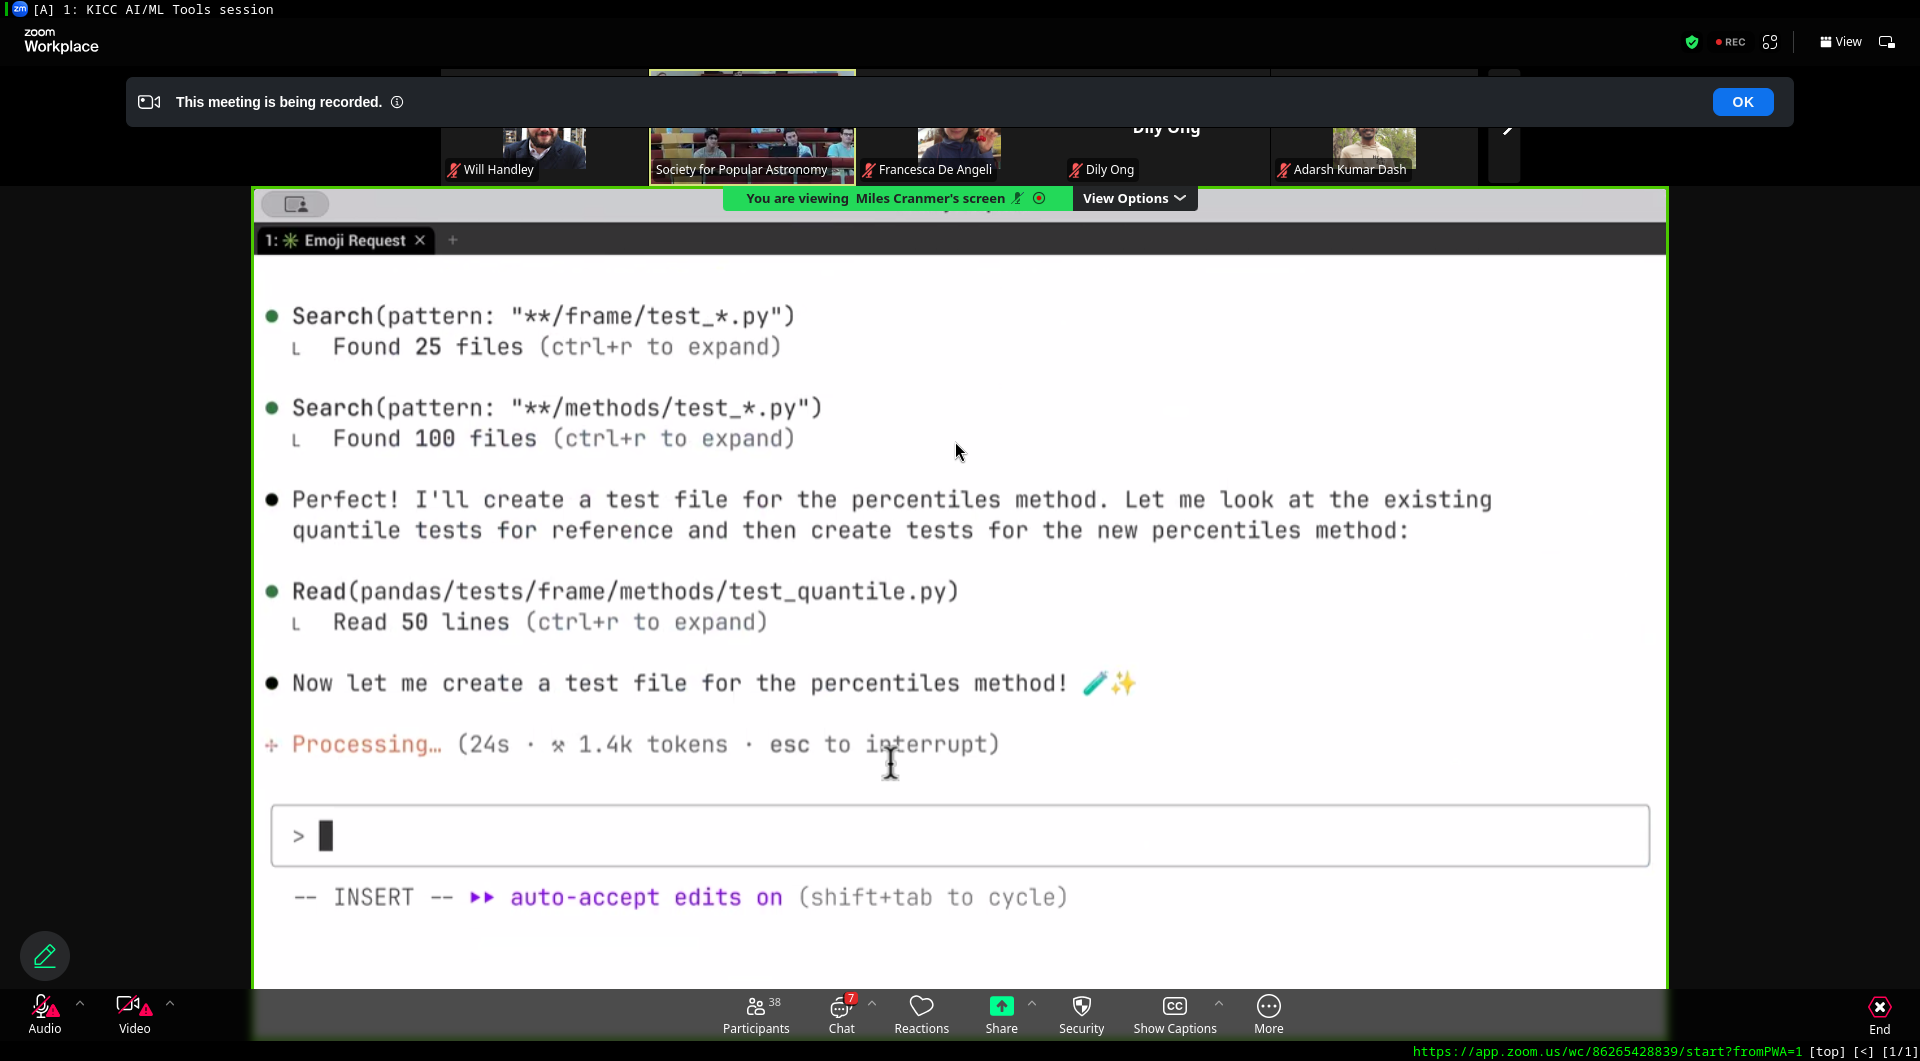 [A] 1: KICC AI/ML Tools session
zoom
Workplace
REC
View
This meeting is being recorded.
OK
Will Handley
Society for Popular Astronomy
Francesca De Angeli
Dily Ong
Dily Ong
Adarsh Kumar Dash
You are viewing Miles Cranmer's screen
View Options
1: ✳ Emoji Request ✕ +
● Search(pattern: "**/frame/test_*.py")
└ Found 25 files (ctrl+r to expand)
● Search(pattern: "**/methods/test_*.py")
└ Found 100 files (ctrl+r to expand)
● Perfect! I'll create a test file for the percentiles method. Let me look at the existing
quantile tests for reference and then create tests for the new percentiles method:
● Read(pandas/tests/frame/methods/test_quantile.py)
└ Read 50 lines (ctrl+r to expand)
● Now let me create a test file for the percentiles method! 🧪✨
✢ Processing… (24s · ⚒ 1.4k tokens · esc to interrupt)
>
-- INSERT -- ⏵⏵ auto-accept edits on (shift+tab to cycle)
Audio
Video
38
Participants
7
Chat
Reactions
Share
Security
CC
Show Captions
More
End
https://app.zoom.us/wc/86265428839/start?fromPWA=1 [top] [<] [1/1]